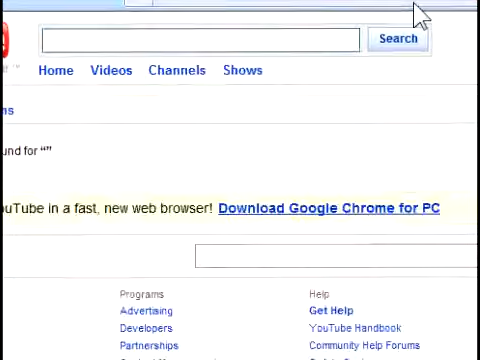 Search
Home Videos Channels Shows
ms
und for “”
ouTube in a fast, new web browser! Download Google Chrome for PC
Programs Help
Advertising Get Help
Developers YouTube Handbook
Partnerships Community Help Forums